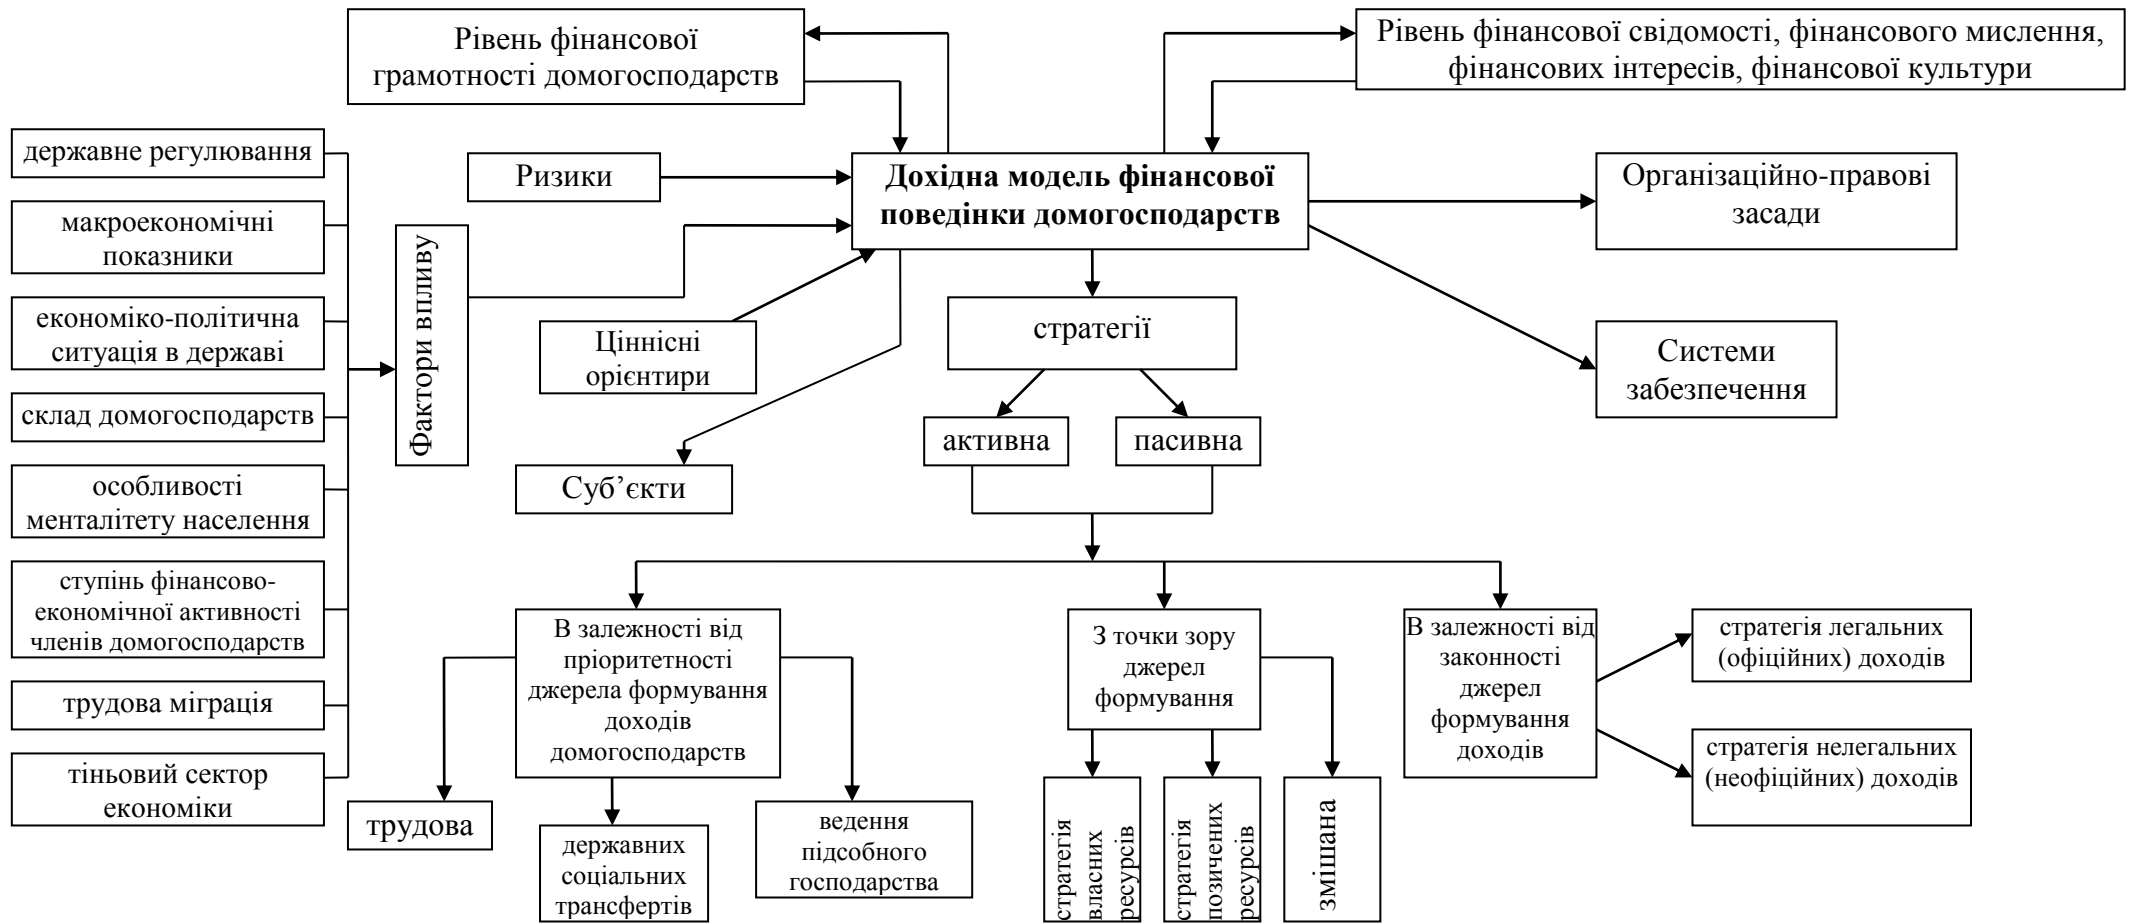 Рівень фінансової
грамотності домогосподарств
Рівень фінансової свідомості, фінансового мислення,
фінансових інтересів, фінансової культури
державне регулювання
макроекономічні
показники
економіко-політична
ситуація в державі
склад домогосподарств
особливості
менталітету населення
ступінь фінансово-
економічної активності
членів домогосподарств
трудова міграція
тіньовий сектор
економіки
Фактори впливу
Ризики
Дохідна модель фінансової
поведінки домогосподарств
Організаційно-правові
засади
Ціннісні
орієнтири
стратегії
Системи
забезпечення
активна
пасивна
Суб’єкти
В залежності від
пріоритетності
джерела формування
доходів
домогосподарств
З точки зору
джерел
формування
В залежності від
законності
джерел
формування
доходів
стратегія легальних
(офіційних) доходів
стратегія нелегальних
(неофіційних) доходів
трудова
державних
соціальних
трансфертів
ведення
підсобного
господарства
стратегія
власних
ресурсів
стратегія
позичених
ресурсів
змішана